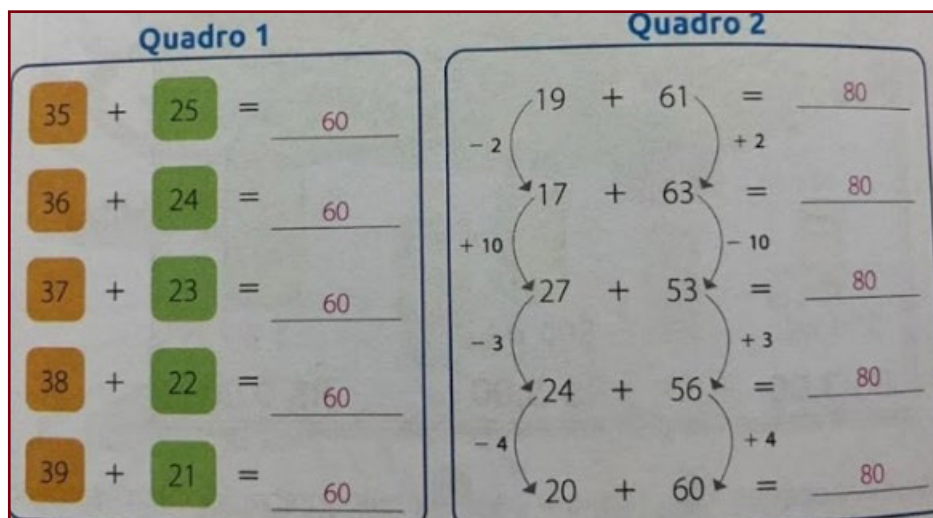 Quadro 1
35 + 25 = 60
36 + 24 = 60
37 + 23 = 60
38 + 22 = 60
39 + 21 = 60
Quadro 2
19 + 61 = 80
- 2 + 2
17 + 63 = 80
+ 10 - 10
27 + 53 = 80
- 3 + 3
24 + 56 = 80
- 4 + 4
20 + 60 = 80